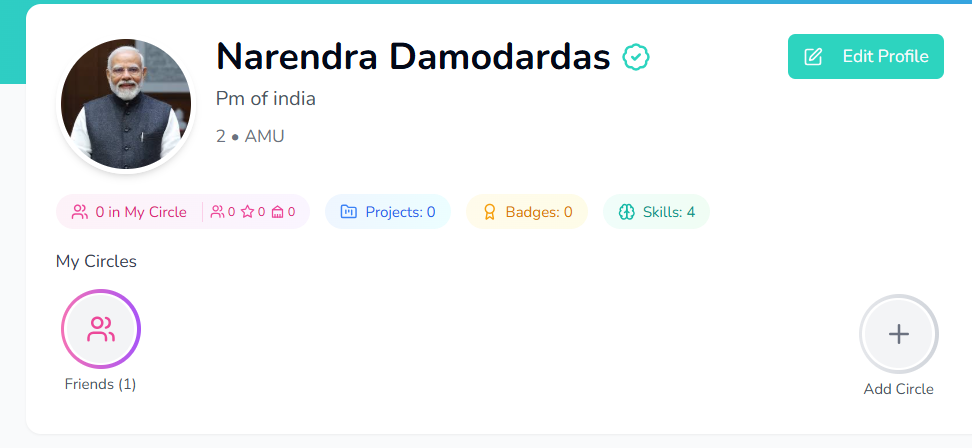 Narendra Damodardas
Edit Profile
Pm of india
2 • AMU
0 in My Circle 0 0 0 Projects: 0 Badges: 0 Skills: 4
My Circles
Friends (1)
Add Circle